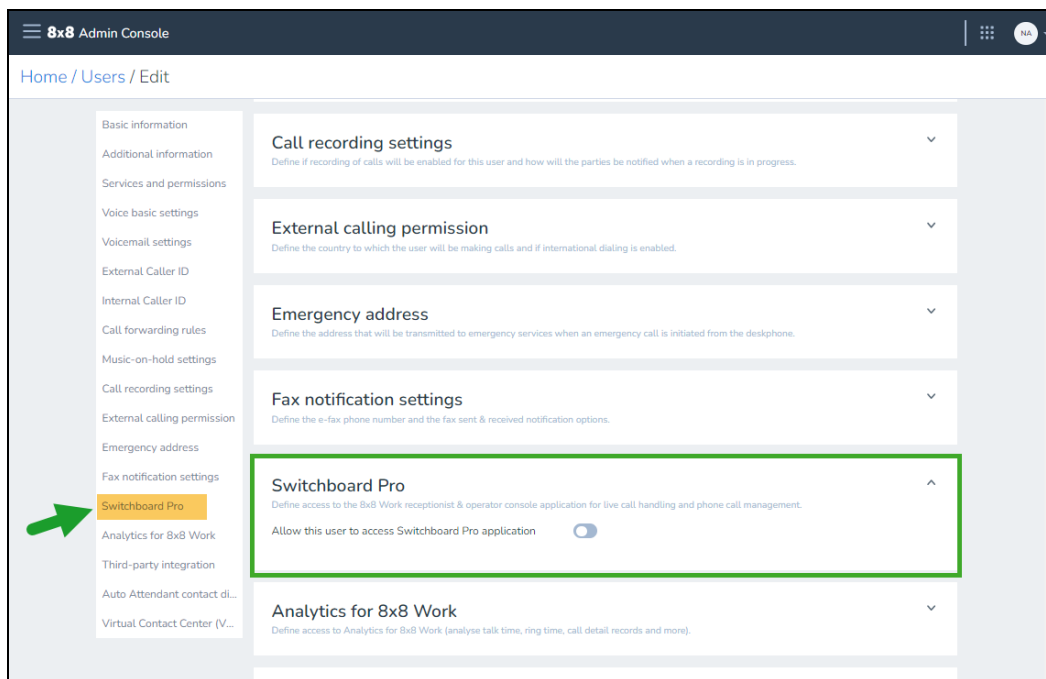 8x8 Admin Console
NA
Home / Users / Edit
Basic information
Additional information
Services and permissions
Voice basic settings
Voicemail settings
External Caller ID
Internal Caller ID
Call forwarding rules
Music-on-hold settings
Call recording settings
External calling permission
Emergency address
Fax notification settings
Switchboard Pro
Analytics for 8x8 Work
Third-party integration
Auto Attendant contact di...
Virtual Contact Center (V...
Call recording settings
Define if recording of calls will be enabled for this user and how will the parties be notified when a recording is in progress.
External calling permission
Define the country to which the user will be making calls and if international dialing is enabled.
Emergency address
Define the address that will be transmitted to emergency services when an emergency call is initiated from the deskphone.
Fax notification settings
Define the e-fax phone number and the fax sent & received notification options.
Switchboard Pro
Define access to the 8x8 Work receptionist & operator console application for live call handling and phone call management.
Allow this user to access Switchboard Pro application
Analytics for 8x8 Work
Define access to Analytics for 8x8 Work (analyse talk time, ring time, call detail records and more).